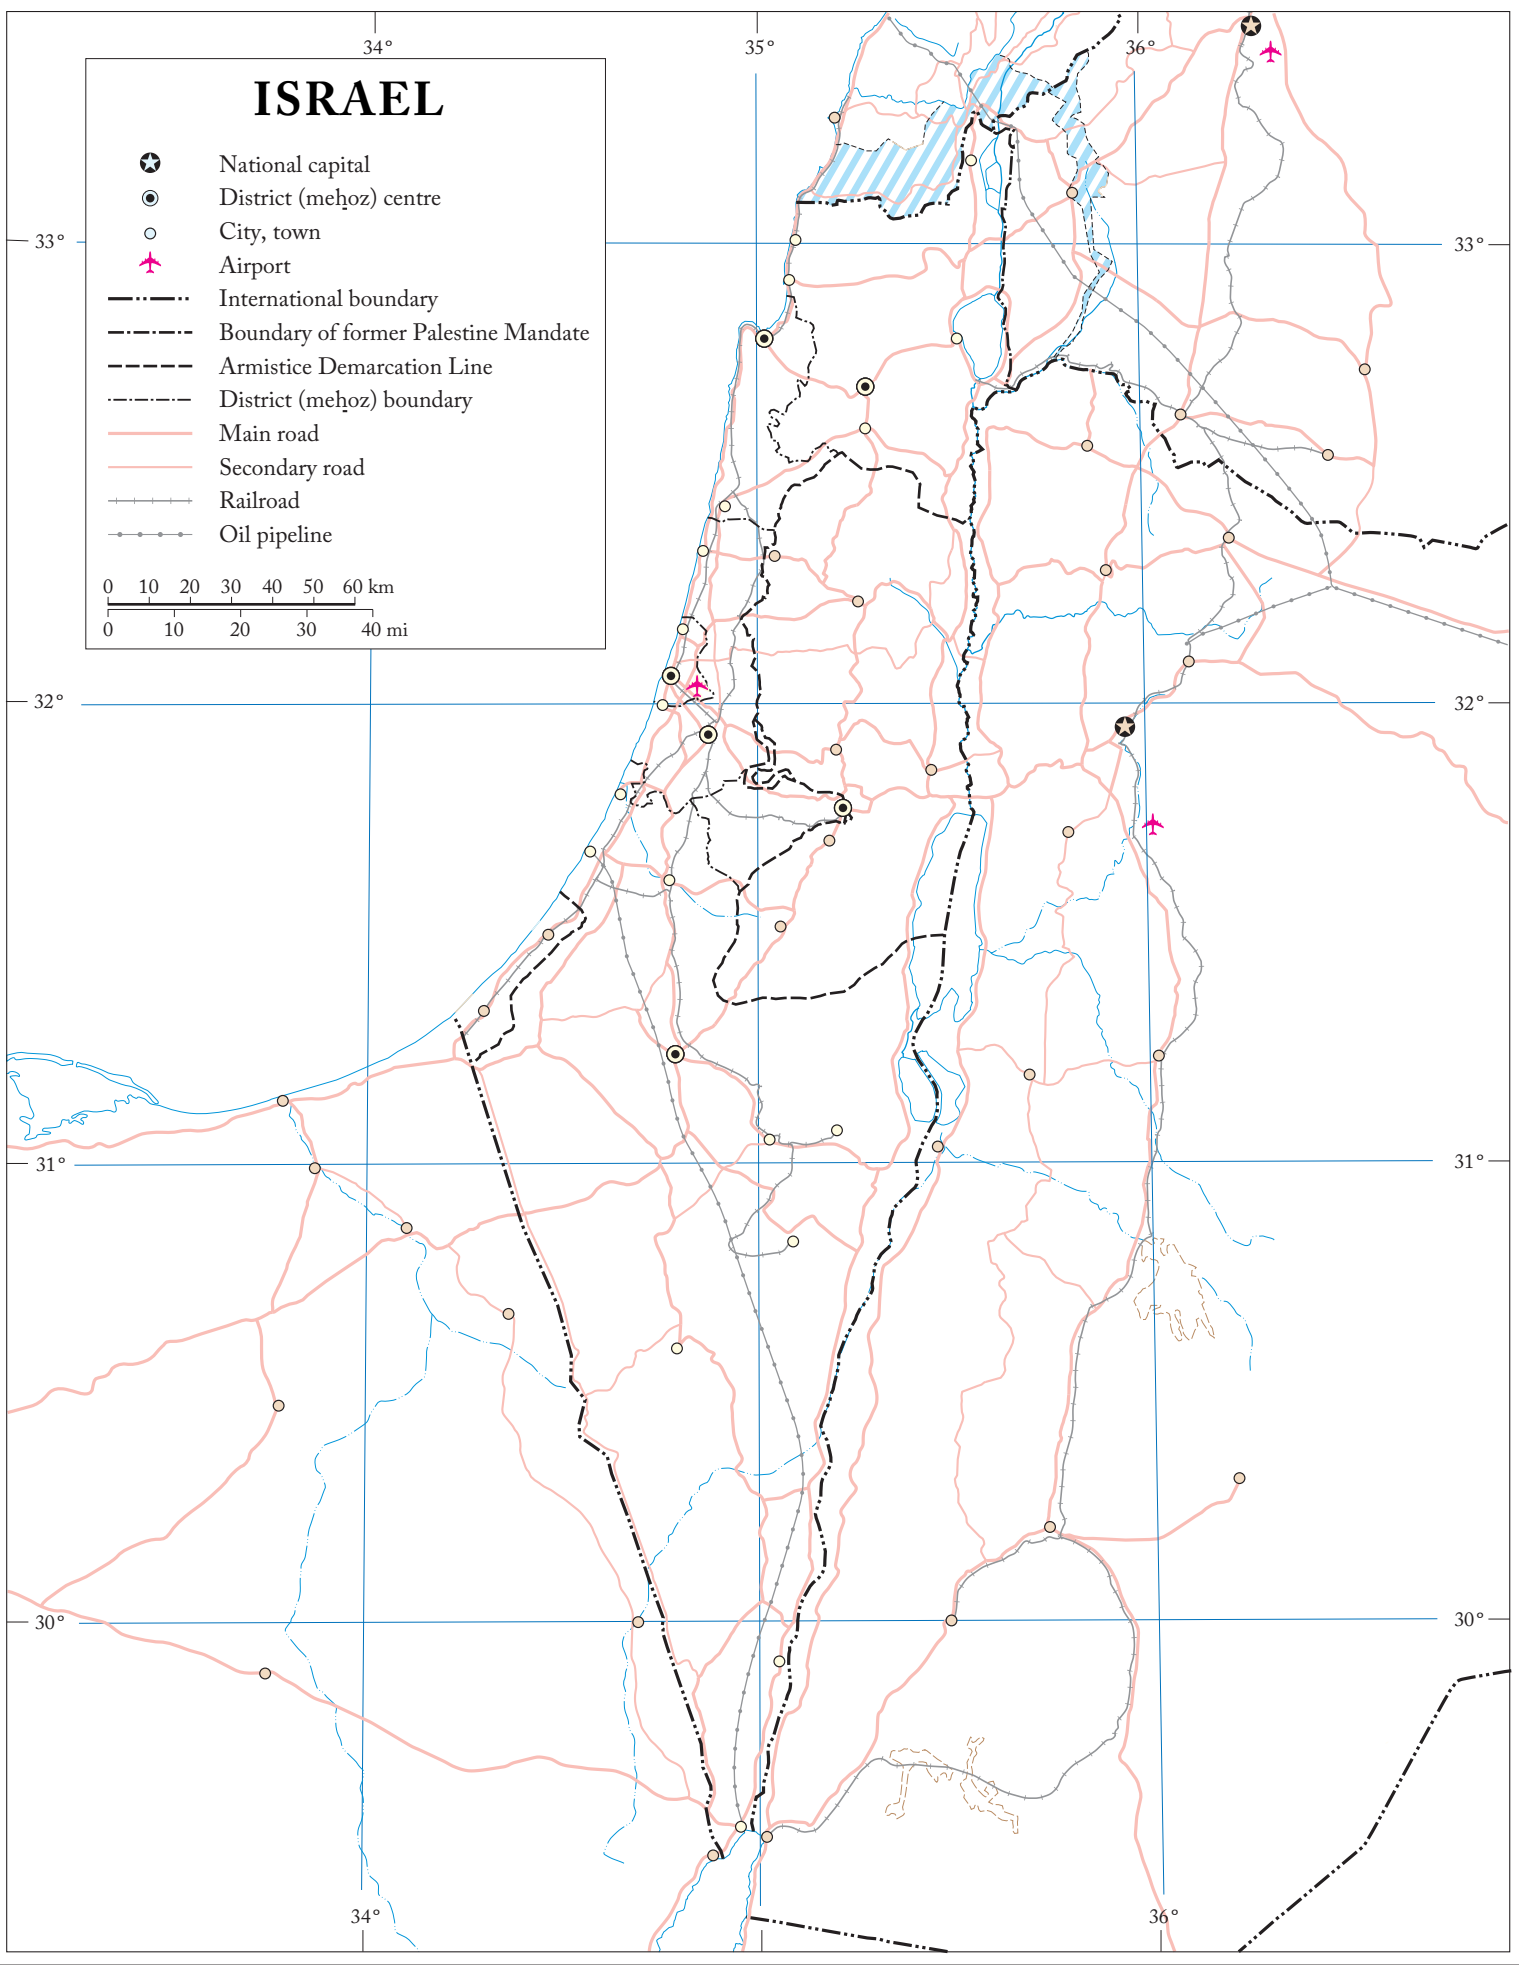 34°
35°
36°
ISRAEL
National capital
District (meḥoz) centre
City, town
Airport
33°
33°
International boundary
Boundary of former Palestine Mandate
Armistice Demarcation Line
District (meḥoz) boundary
Main road
Secondary road
Railroad
Oil pipeline
0 10 20 30 40 50 60 km
0 10 20 30 40 mi
32°
32°
31°
31°
30°
30°
34°
36°